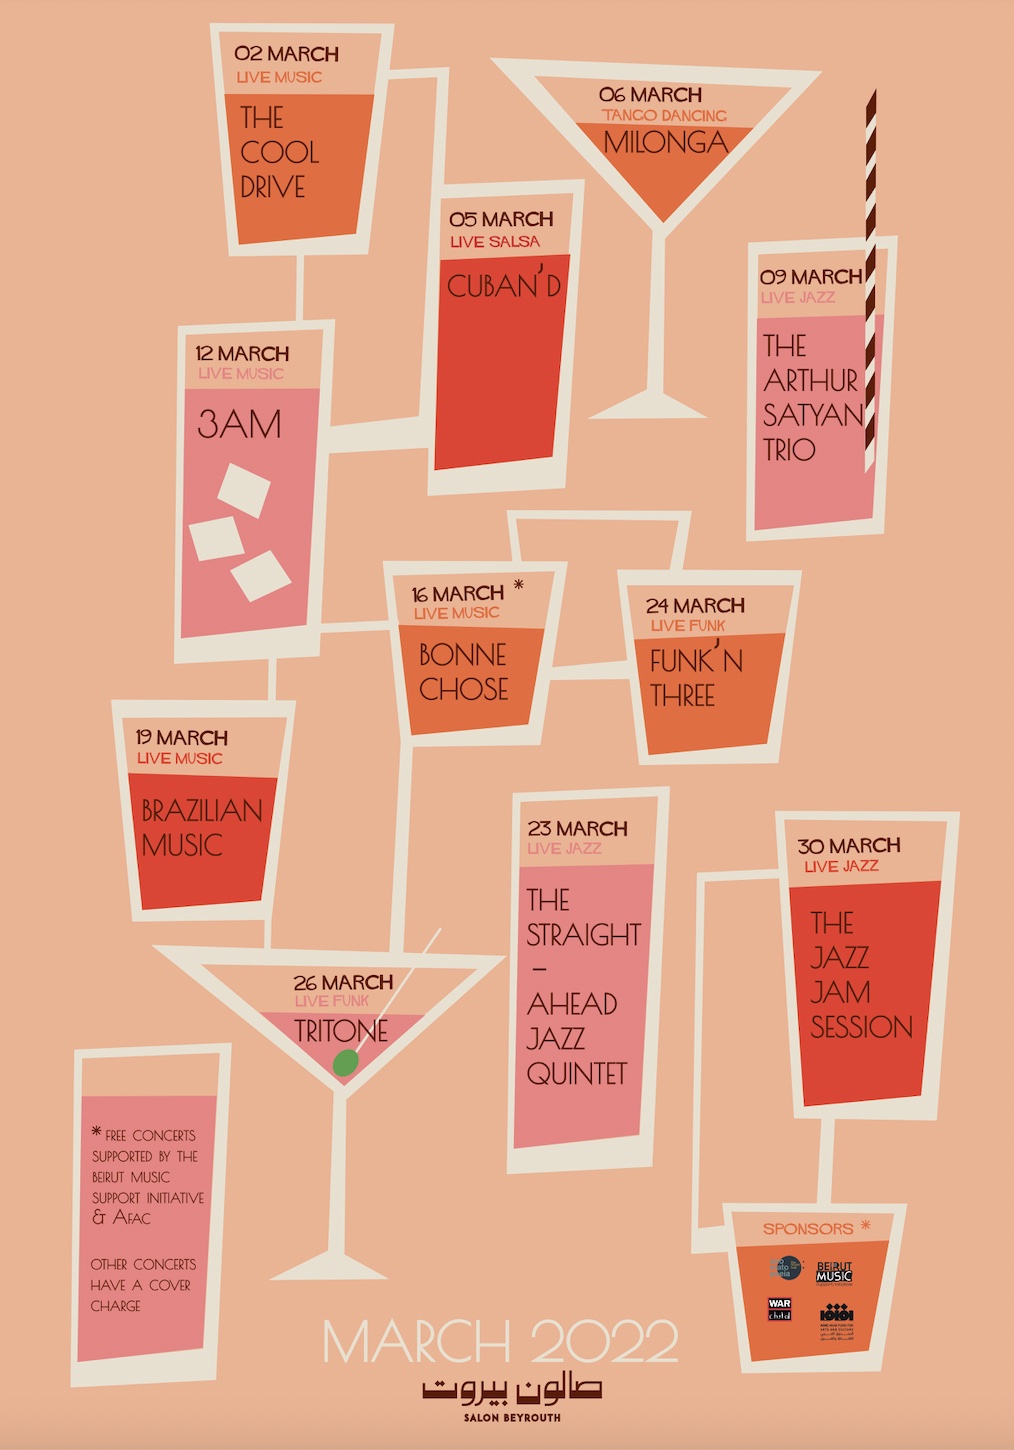 02 MARCH
LIVE MUSIC
THE
COOL
DRIVE
06 MARCH
TANGO DANCING
MILONGA
05 MARCH
LIVE SALSA
CUBAN'D
09 MARCH
LIVE JAZZ
THE
ARTHUR
SATYAN
TRIO
12 MARCH
LIVE MUSIC
3AM
16 MARCH *
LIVE MUSIC
BONNE
CHOSE
24 MARCH
LIVE FUNK
FUNK'N
THREE
19 MARCH
LIVE MUSIC
BRAZILIAN
MUSIC
23 MARCH
LIVE JAZZ
THE
STRAIGHT
–
AHEAD
JAZZ
QUINTET
30 MARCH
LIVE JAZZ
THE
JAZZ
JAM
SESSION
26 MARCH
LIVE FUNK
TRITONE
* FREE CONCERTS
SUPPORTED BY THE
BEIRUT MUSIC
SUPPORT INITIATIVE
& AFAC
OTHER CONCERTS
HAVE A COVER
CHARGE
SPONSORS *
BEIRUT
MUSIC
WAR
child
MARCH 2022
صالون بيروت
SALON BEYROUTH